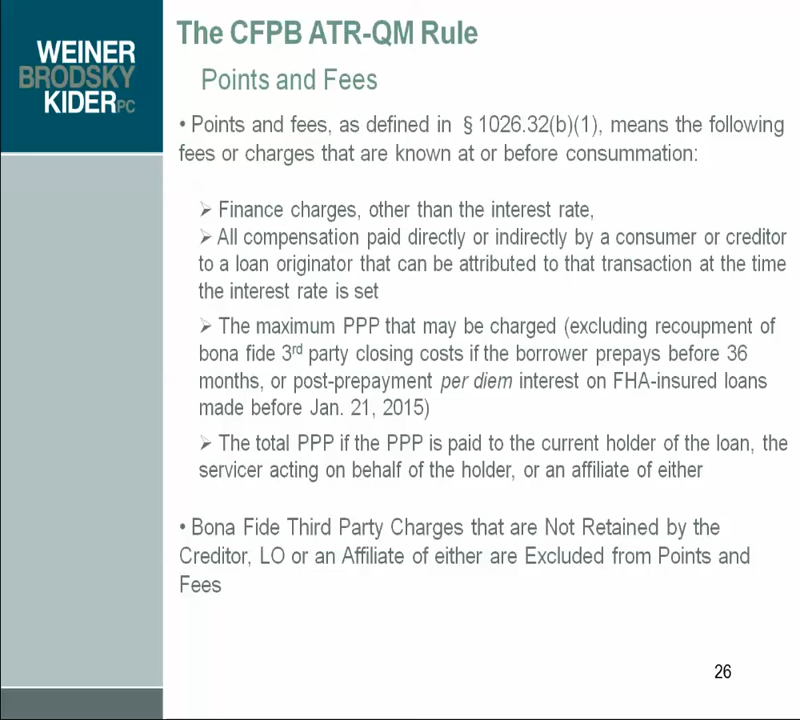 WEINER
BRODSKY
KIDER PC
The CFPB ATR-QM Rule
Points and Fees
• Points and fees, as defined in § 1026.32(b)(1), means the following
fees or charges that are known at or before consummation:
➢ Finance charges, other than the interest rate,
➢ All compensation paid directly or indirectly by a consumer or creditor
to a loan originator that can be attributed to that transaction at the time
the interest rate is set
➢ The maximum PPP that may be charged (excluding recoupment of
bona fide 3rd party closing costs if the borrower prepays before 36
months, or post-prepayment per diem interest on FHA-insured loans
made before Jan. 21, 2015)
➢ The total PPP if the PPP is paid to the current holder of the loan, the
servicer acting on behalf of the holder, or an affiliate of either
• Bona Fide Third Party Charges that are Not Retained by the
Creditor, LO or an Affiliate of either are Excluded from Points and
Fees
26